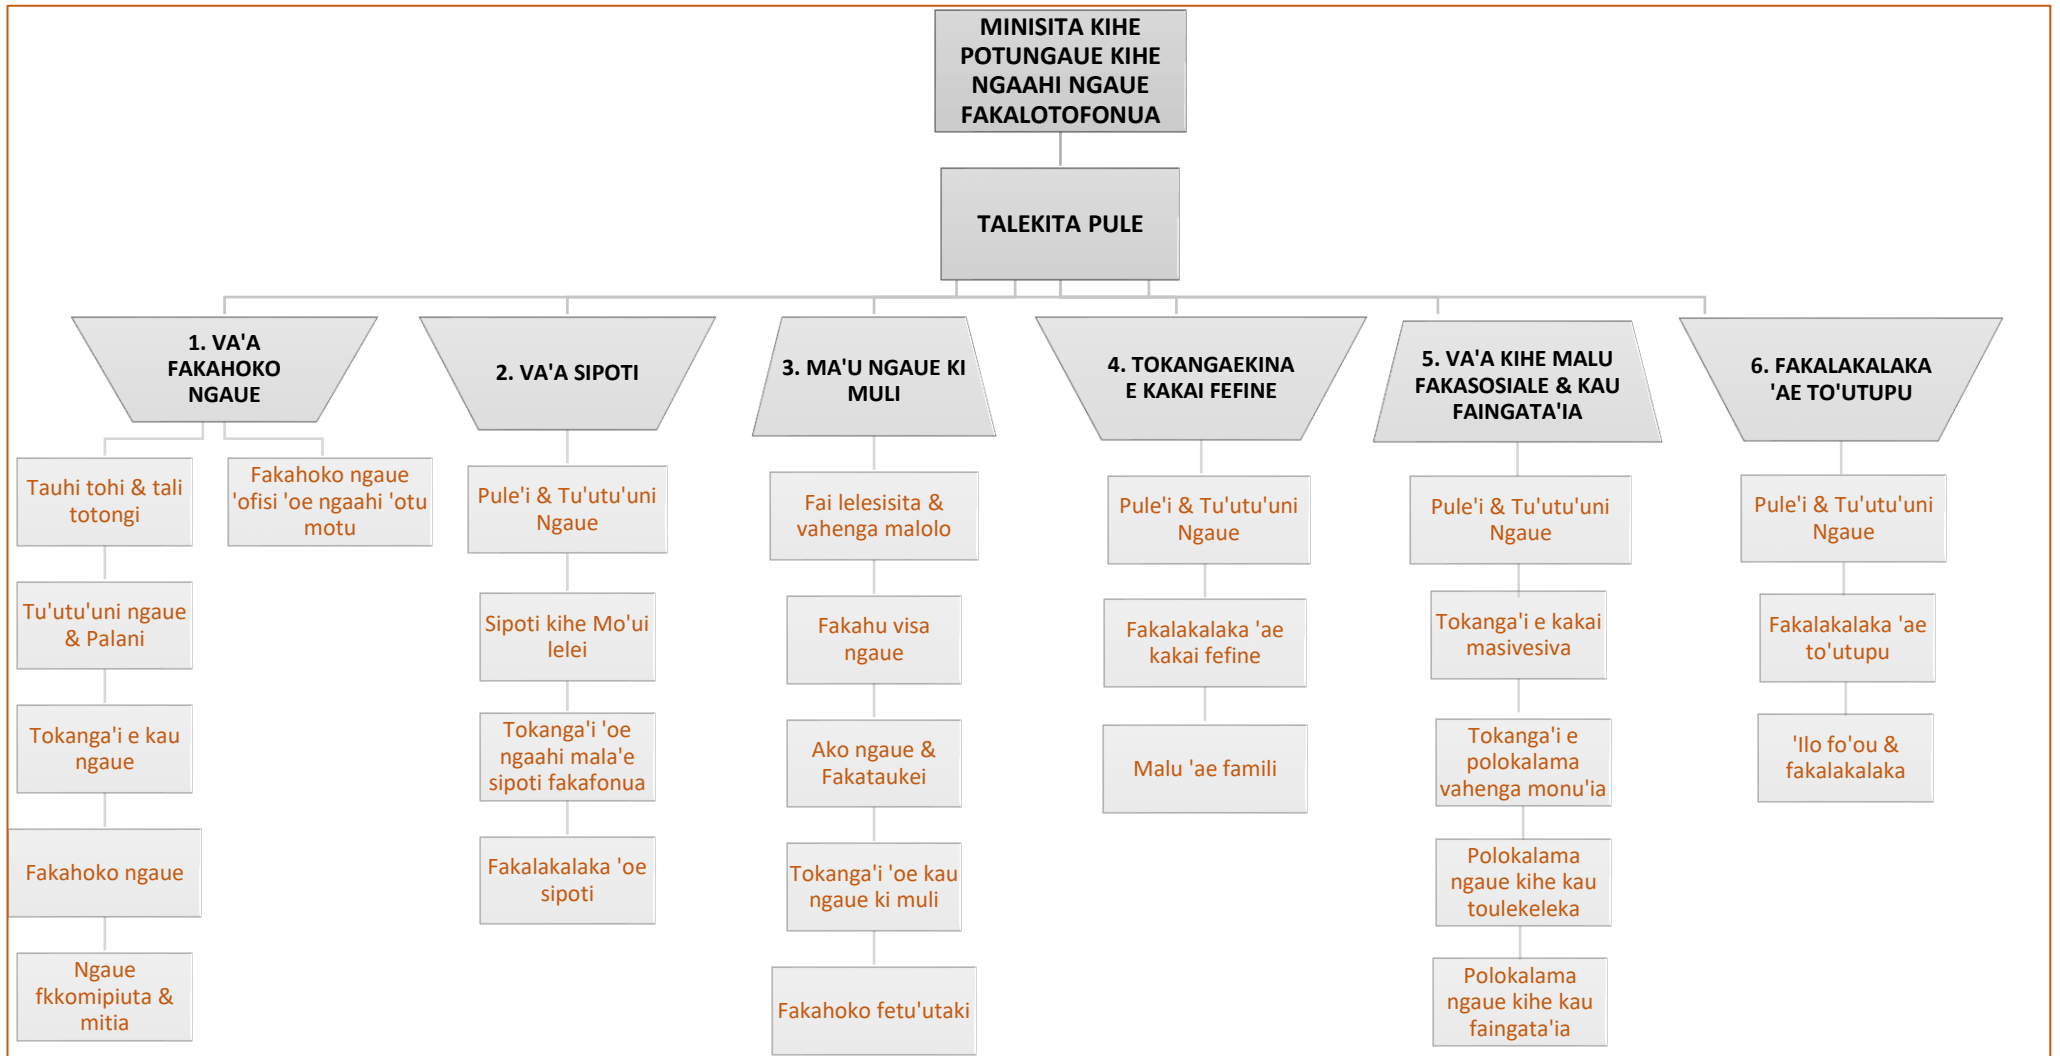 MINISITA KIHE
POTUNGAUE KIHE
NGAAHI NGAUE
FAKALOTOFONUA
TALEKITA PULE
1. VA'A
FAKAHOKO
NGAUE
Tauhi tohi & tali
totongi
Tu'utu'uni ngaue
& Palani
Tokanga'i e kau
ngaue
Fakahoko ngaue
Ngaue
fkkomipiuta &
mitia
Fakahoko ngaue
'ofisi 'oe ngaahi 'otu
motu
2. VA'A SIPOTI
Pule'i & Tu'utu'uni
Ngaue
Sipoti kihe Mo'ui
lelei
Tokanga'i 'oe
ngaahi mala'e
sipoti fakafonua
Fakalakalaka 'oe
sipoti
3. MA'U NGAUE KI
MULI
Fai lelesisita &
vahenga malolo
Fakahu visa
ngaue
Ako ngaue &
Fakataukei
Tokanga'i 'oe kau
ngaue ki muli
Fakahoko fetu'utaki
4. TOKANGAEKINA
E KAKAI FEFINE
Pule'i & Tu'utu'uni
Ngaue
Fakalakalaka 'ae
kakai fefine
Malu 'ae famili
5. VA'A KIHE MALU
FAKASOSIALE & KAU
FAINGATA'IA
Pule'i & Tu'utu'uni
Ngaue
Tokanga'i e kakai
masivesiva
Tokanga'i e
polokalama
vahenga monu'ia
Polokalama
ngaue kihe kau
toulekeleka
Polokalama
ngaue kihe kau
faingata'ia
6. FAKALAKALAKA
'AE TO'UTUPU
Pule'i & Tu'utu'uni
Ngaue
Fakalakalaka 'ae
to'utupu
'Ilo fo'ou &
fakalakalaka